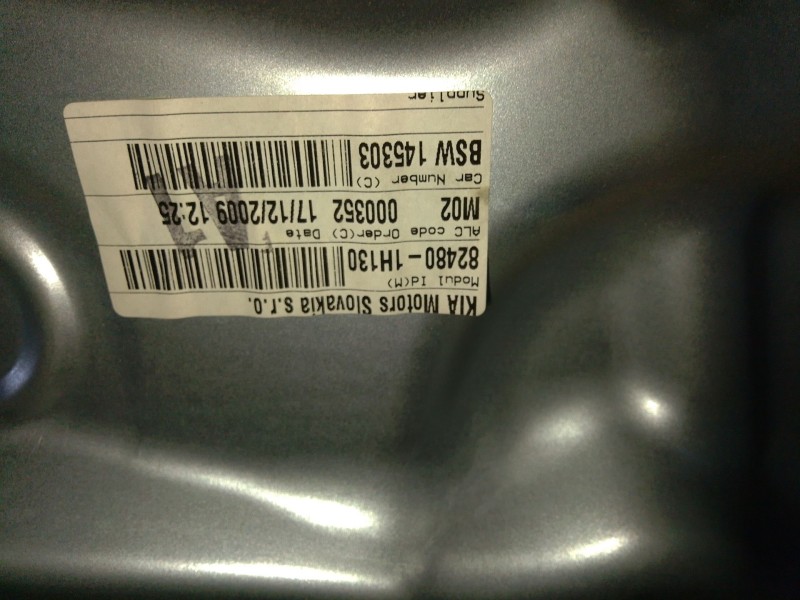 KIA Motors Slovakia s.r.o.
Modul Id(M)
82480-1H130
ALC code Order(C) Date
M02 000352 17/12/2009 12:25
Car Number (C)
BSW 145303
Supplier